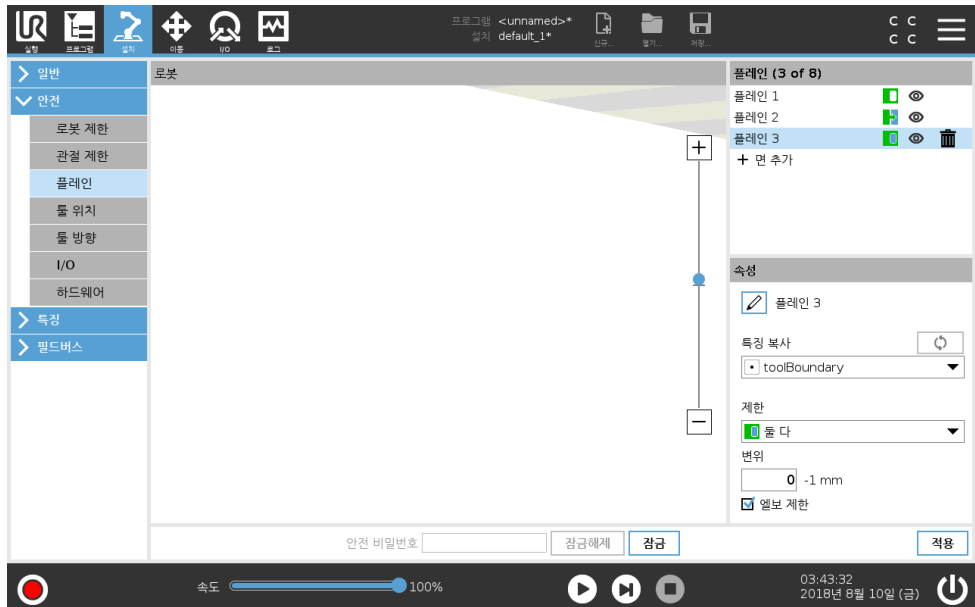 프로그램 <unnamed>*
설치 default_1*
C C
C C
실행 프로그램 설치 이동 I/O 로그 신규... 열기... 저장...
일반
안전
로봇 제한
관절 제한
플레인
툴 위치
툴 방향
I/O
하드웨어
특징
필드버스
로봇
플레인 (3 of 8)
플레인 1
플레인 2
플레인 3
면 추가
속성
플레인 3
특징 복사
toolBoundary
제한
둘 다
변위
0 -1 mm
엘보 제한
안전 비밀번호 잠금해제 잠금 적용
속도 100%
03:43:32
2018년 8월 10일 (금)